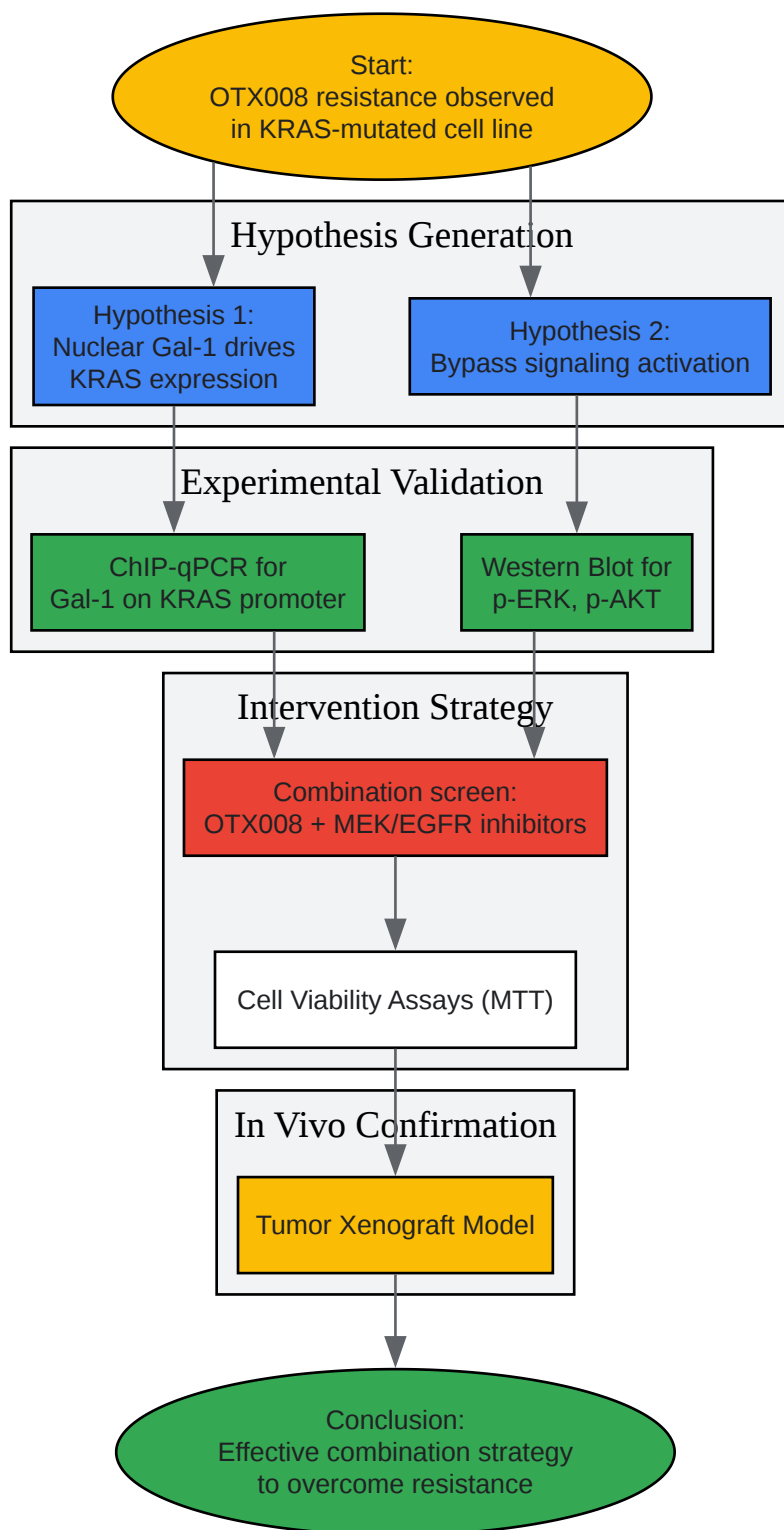 Start:
OTX008 resistance observed
in KRAS-mutated cell line
Hypothesis Generation
Hypothesis 1:
Nuclear Gal-1 drives
KRAS expression
Hypothesis 2:
Bypass signaling activation
Experimental Validation
ChIP-qPCR for
Gal-1 on KRAS promoter
Western Blot for
p-ERK, p-AKT
Intervention Strategy
Combination screen:
OTX008 + MEK/EGFR inhibitors
Cell Viability Assays (MTT)
In Vivo Confirmation
Tumor Xenograft Model
Conclusion:
Effective combination strategy
to overcome resistance